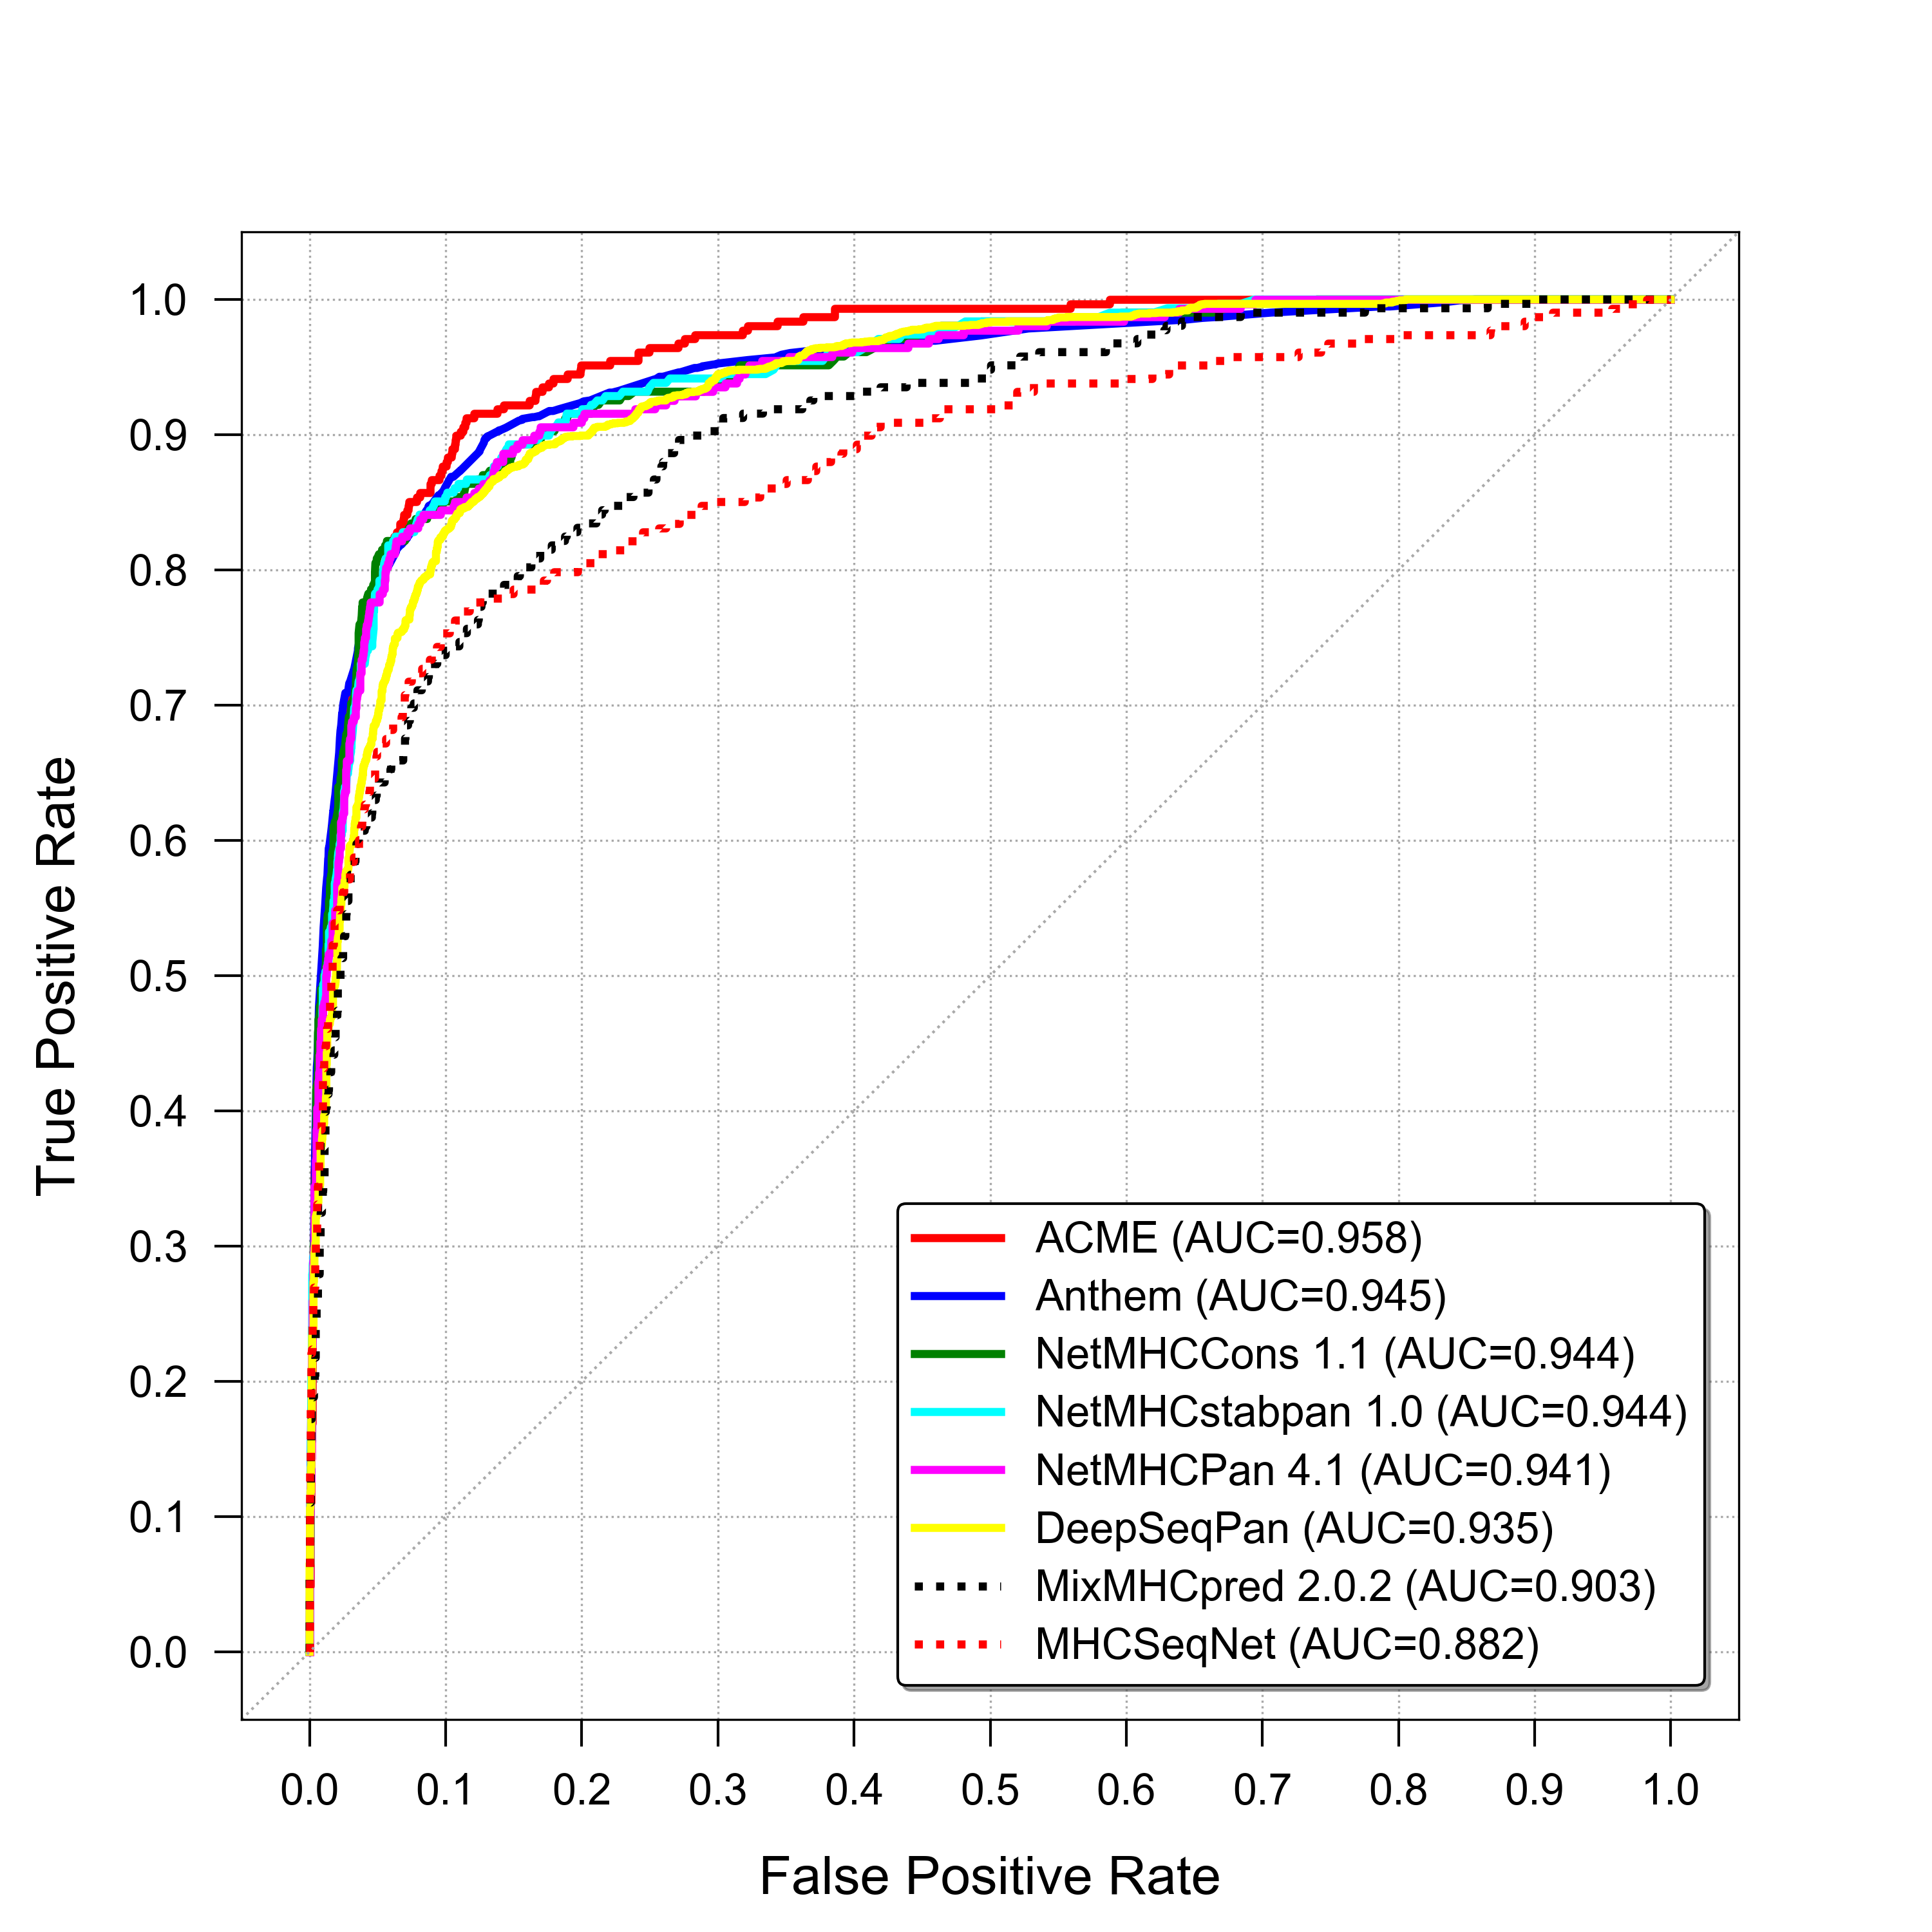 1.0
0.9
0.8
0.7
0.6
0.5
0.4
0.3
0.2
0.1
0.0
True Positive Rate
ACME (AUC=0.958)
Anthem (AUC=0.945)
NetMHCCons 1.1 (AUC=0.944)
NetMHCstabpan 1.0 (AUC=0.944)
NetMHCPan 4.1 (AUC=0.941)
DeepSeqPan (AUC=0.935)
MixMHCpred 2.0.2 (AUC=0.903)
MHCSeqNet (AUC=0.882)
0.0 0.1 0.2 0.3 0.4 0.5 0.6 0.7 0.8 0.9 1.0
False Positive Rate